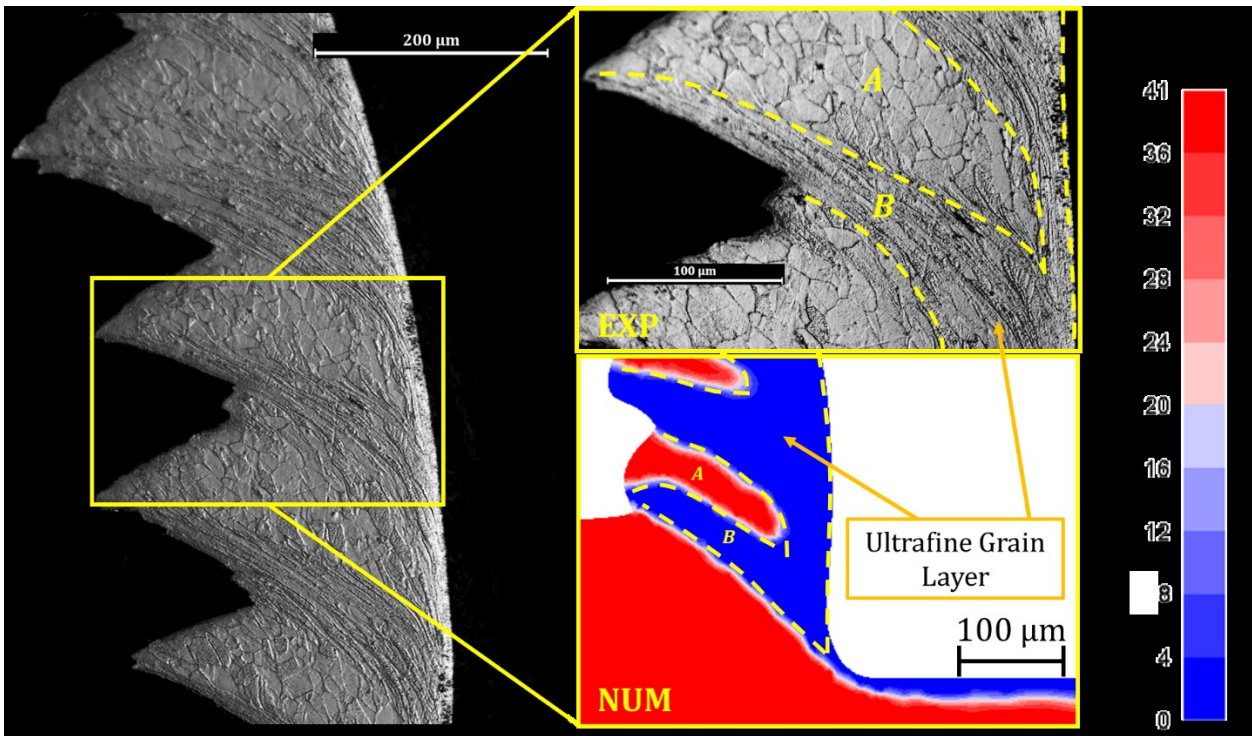 200 μm
A
B
100 μm
EXP
A
B
Ultrafine Grain
Layer
100 μm
NUM
41
36
32
28
24
20
16
12
8
4
0